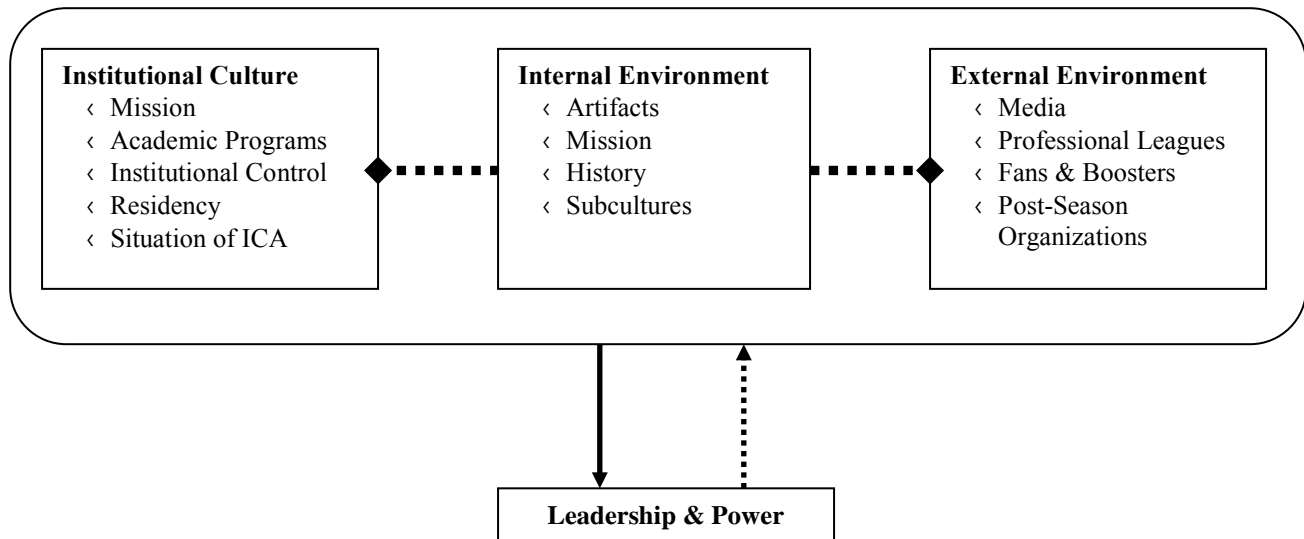 Institutional Culture
‹ Mission
‹ Academic Programs
‹ Institutional Control
‹ Residency
‹ Situation of ICA
Internal Environment
‹ Artifacts
‹ Mission
‹ History
‹ Subcultures
External Environment
‹ Media
‹ Professional Leagues
‹ Fans & Boosters
‹ Post-Season
Organizations
Leadership & Power